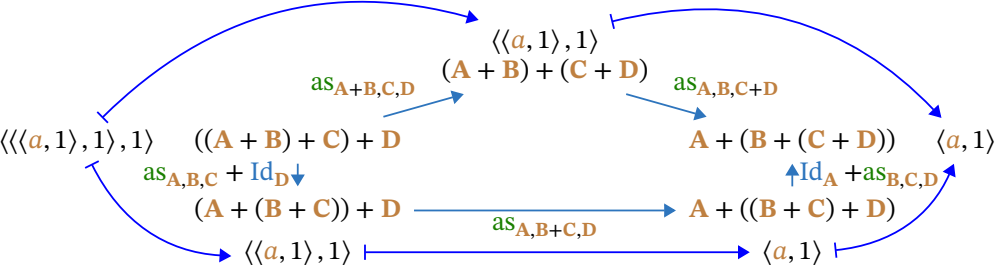 ⟨⟨a, 1⟩ , 1⟩
(A + B) + (C + D)
as_{A+B,C,D} as_{A,B,C+D}
⟨⟨⟨a, 1⟩ , 1⟩ , 1⟩ ((A + B) + C) + D A + (B + (C + D)) ⟨a, 1⟩
as_{A,B,C} + Id_D Id_A +as_{B,C,D}
(A + (B + C)) + D A + ((B + C) + D)
as_{A,B+C,D}
⟨⟨a, 1⟩ , 1⟩ ⟨a, 1⟩